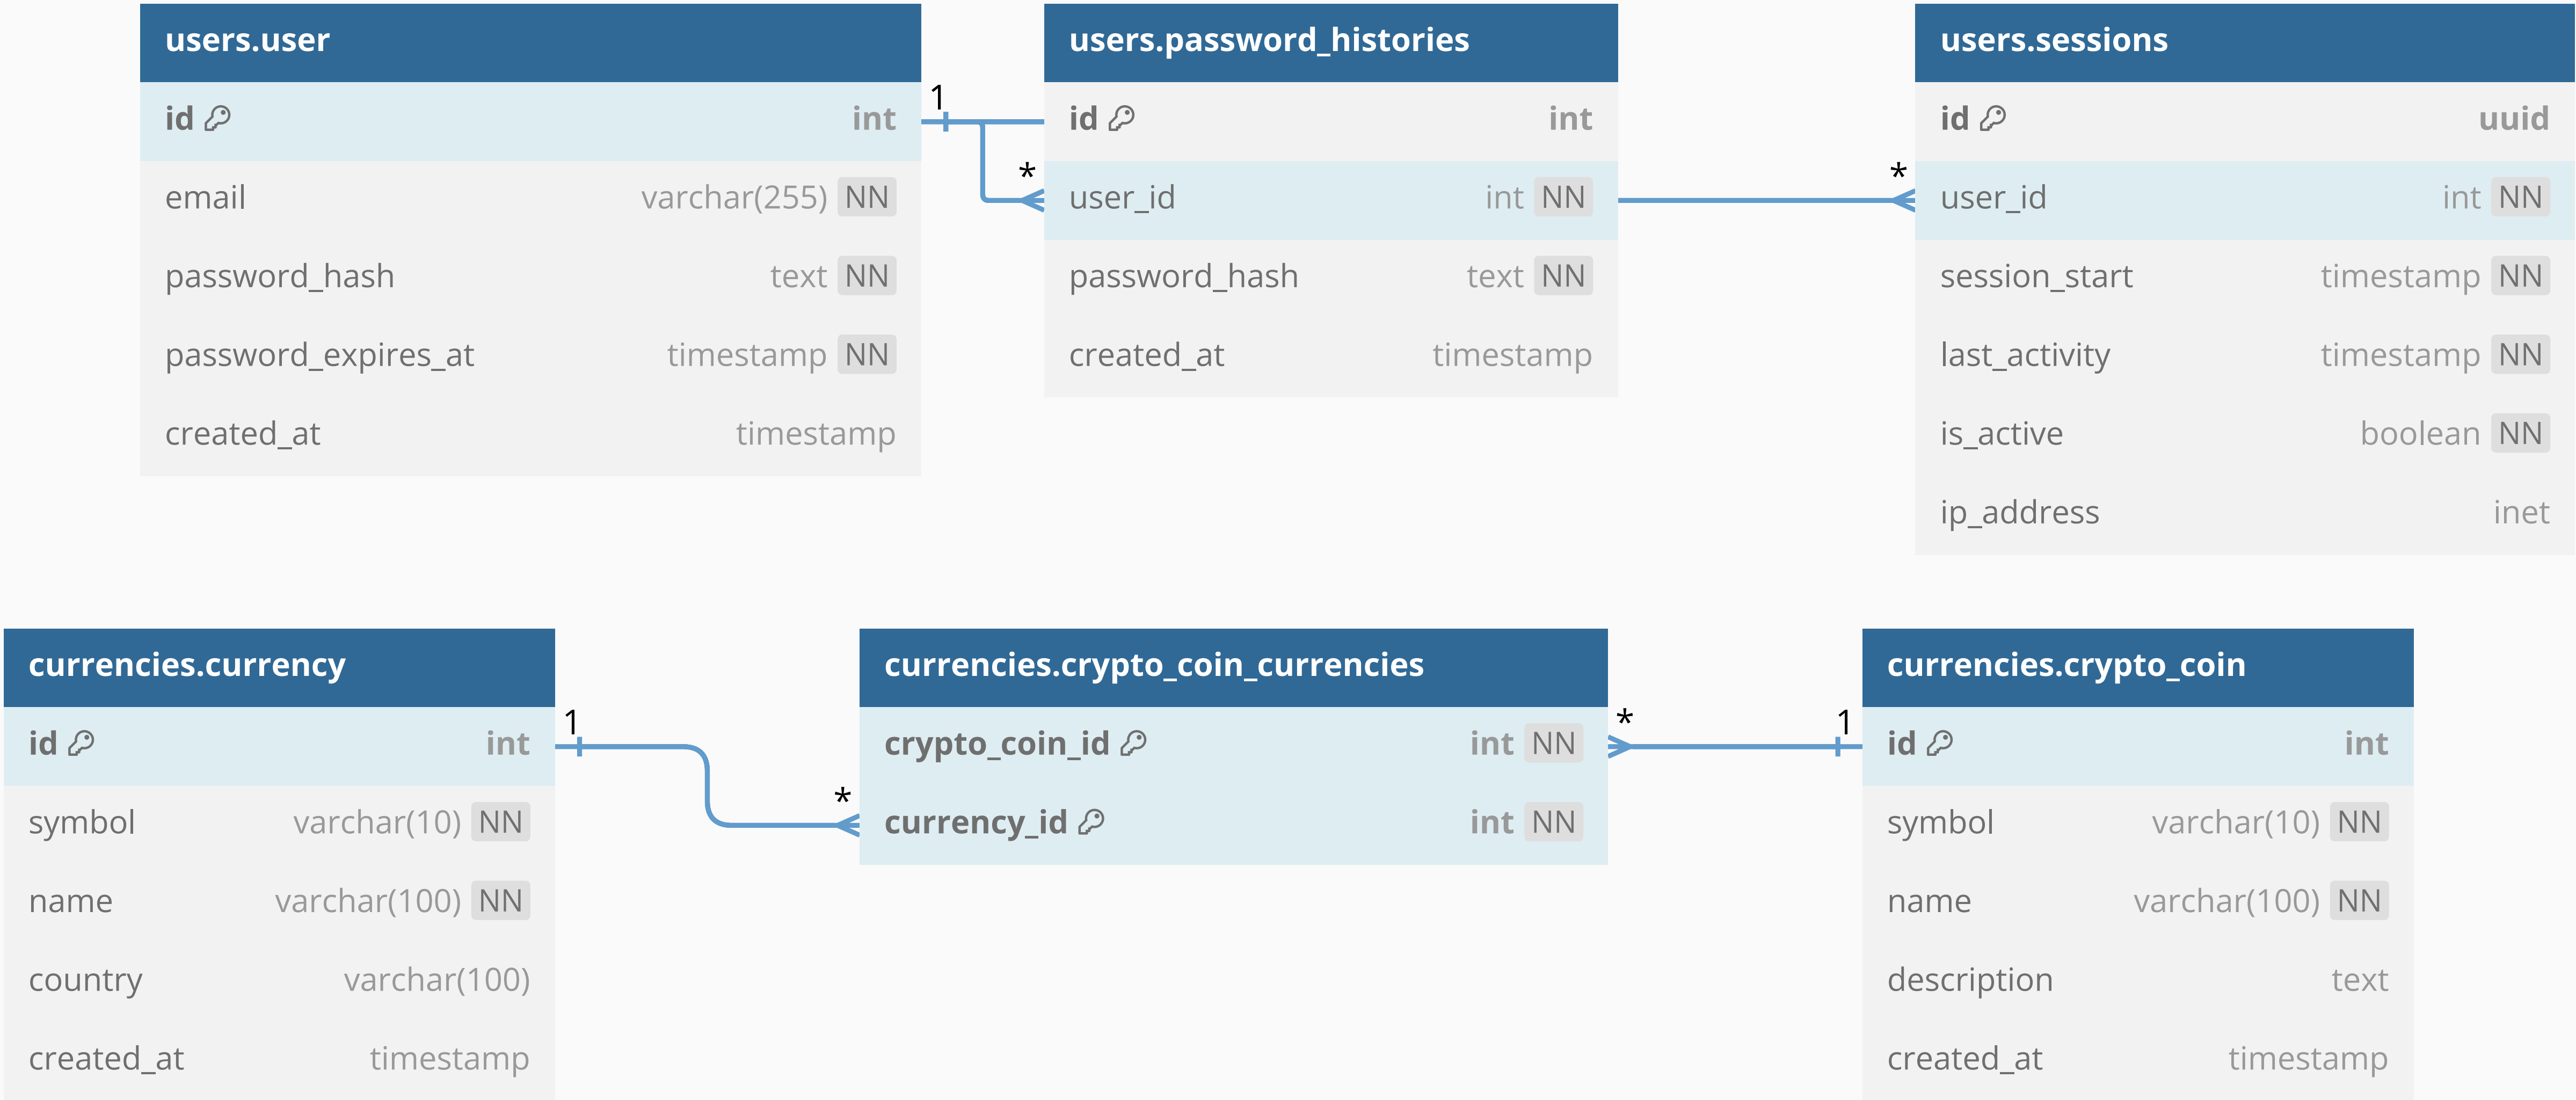 users.user
id int
email varchar(255) NN
password_hash text NN
password_expires_at timestamp NN
created_at timestamp
1
*
users.password_histories
id int
user_id int NN
password_hash text NN
created_at timestamp
*
users.sessions
id uuid
user_id int NN
session_start timestamp NN
last_activity timestamp NN
is_active boolean NN
ip_address inet
currencies.currency
id int
symbol varchar(10) NN
name varchar(100) NN
country varchar(100)
created_at timestamp
1
*
currencies.crypto_coin_currencies
crypto_coin_id int NN
currency_id int NN
*
1
currencies.crypto_coin
id int
symbol varchar(10) NN
name varchar(100) NN
description text
created_at timestamp